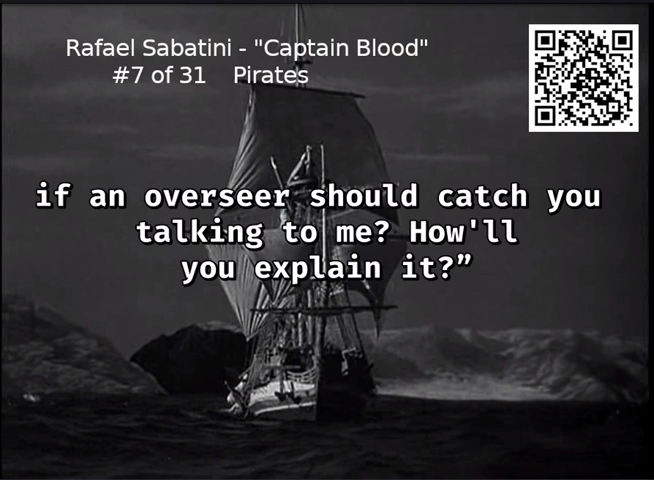 Rafael Sabatini - "Captain Blood"
#7 of 31    Pirates
if an overseer should catch you
talking to me? How'll
you explain it?”